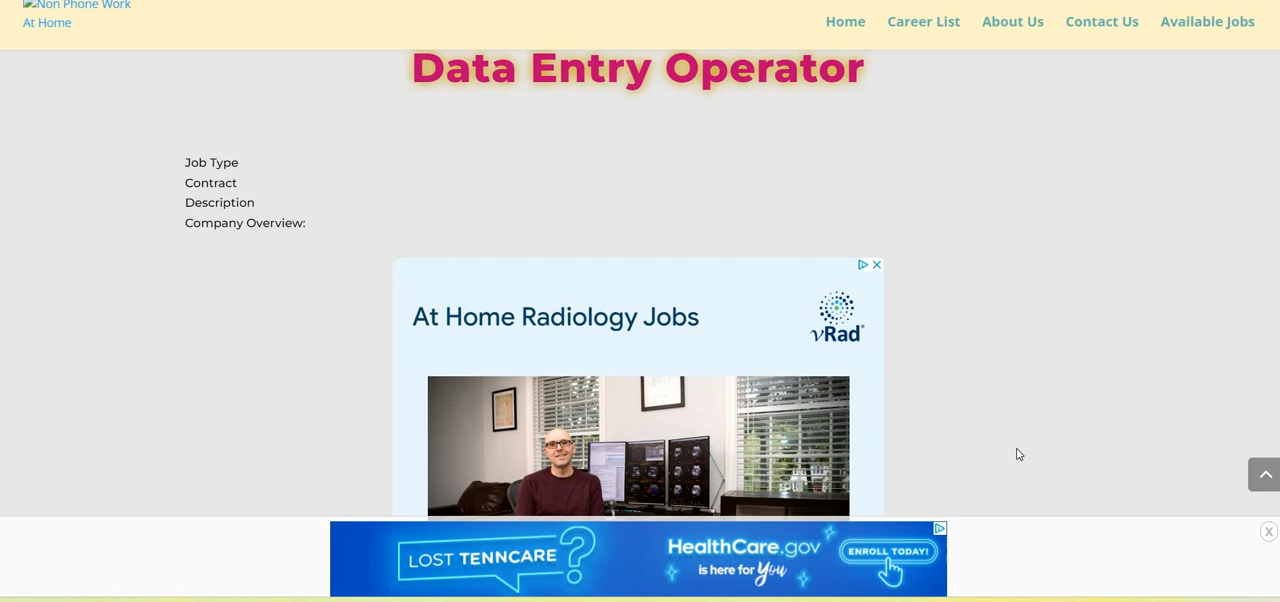 Non Phone Work
At Home
Home Career List About Us Contact Us Available Jobs
Data Entry Operator
Job Type
Contract
Description
Company Overview:
At Home Radiology Jobs
vRad
LOST TENNCARE ?
HealthCare.gov
is here for You
ENROLL TODAY!
X